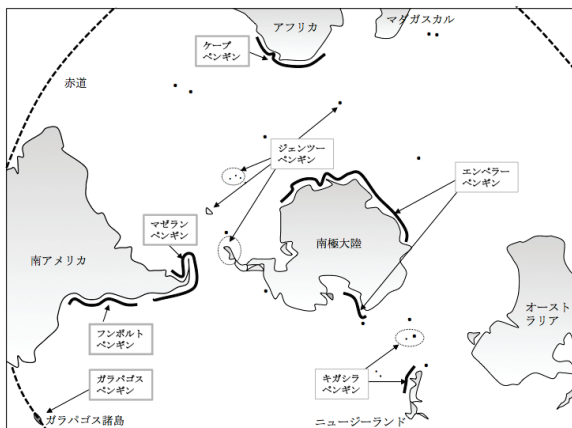 アフリカ
マダガスカル
ケープ
ペンギン
赤道
ジェンツー
ペンギン
エンペラー
ペンギン
マゼラン
ペンギン
南極大陸
南アメリカ
オースト
ラリア
フンボルト
ペンギン
ガラパゴス
ペンギン
キガシラ
ペンギン
ガラパゴス諸島
ニュージーランド